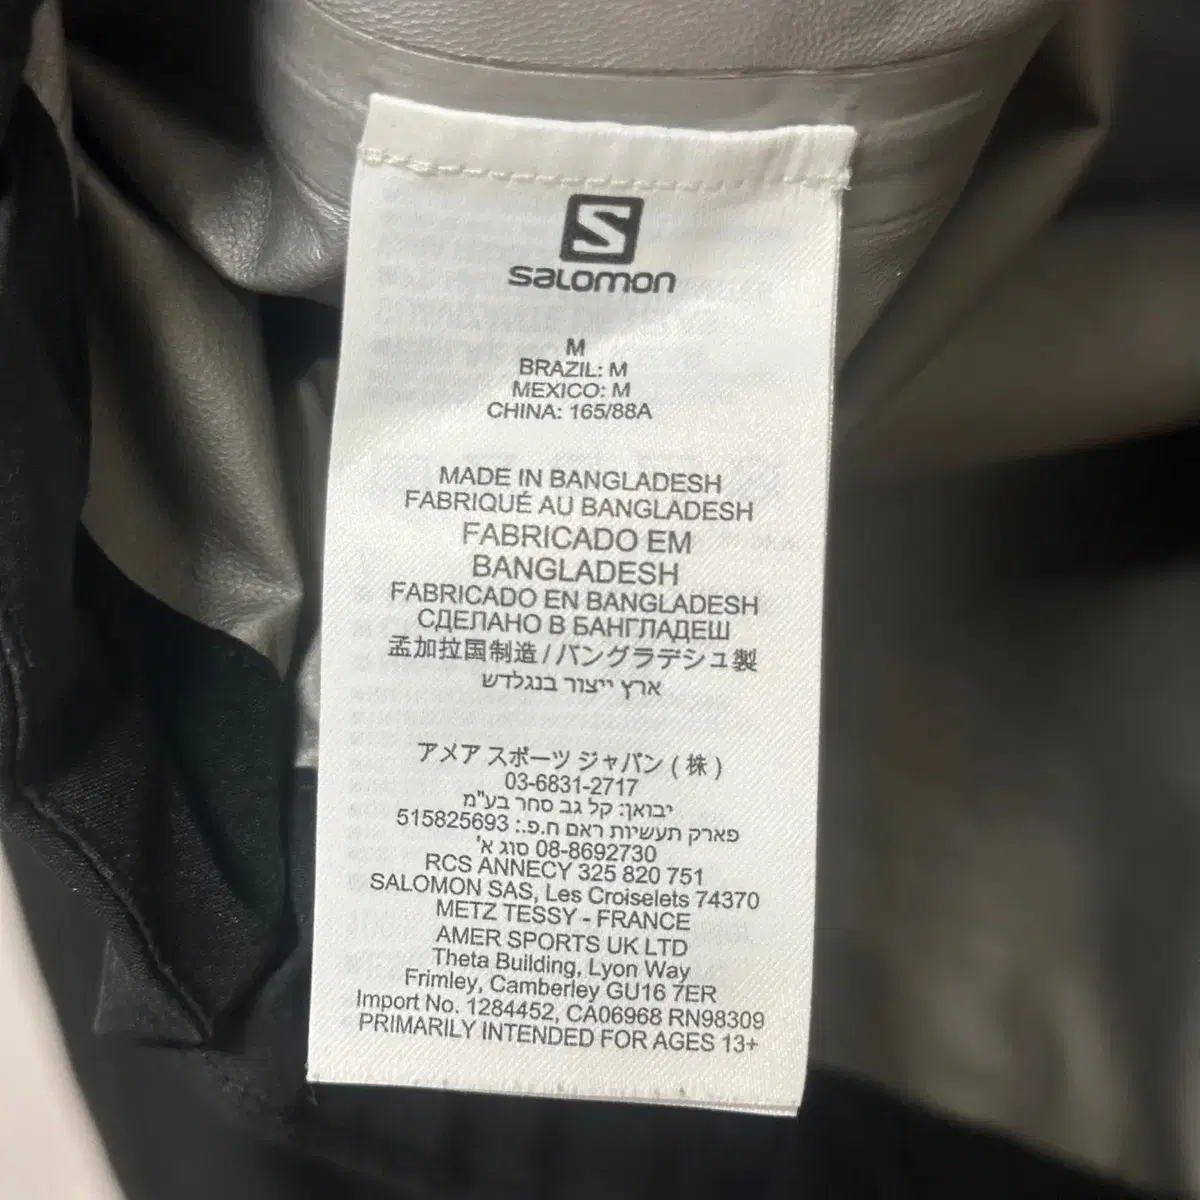 S
SALOMON
M
BRAZIL: M
MEXICO: M
CHINA: 165/88A
MADE IN BANGLADESH
FABRIQUÉ AU BANGLADESH
FABRICADO EM
BANGLADESH
FABRICADO EN BANGLADESH
СДЕЛАНО В БАНГЛАДЕШ
孟加拉国制造/バングラデシュ製
ארץ ייצור בנגלדש
アメア スポーツ ジャパン (株)
03-6831-2717
יבואן: קל גב סחר בע"מ
פארק תעשיות ראם ח.פ.: 515825693
08-8692730 סוג א'
RCS ANNECY 325 820 751
SALOMON SAS, Les Croiselets 74370
METZ TESSY - FRANCE
AMER SPORTS UK LTD
Theta Building, Lyon Way
Frimley, Camberley GU16 7ER
Import No. 1284452, CA06968 RN98309
PRIMARILY INTENDED FOR AGES 13+